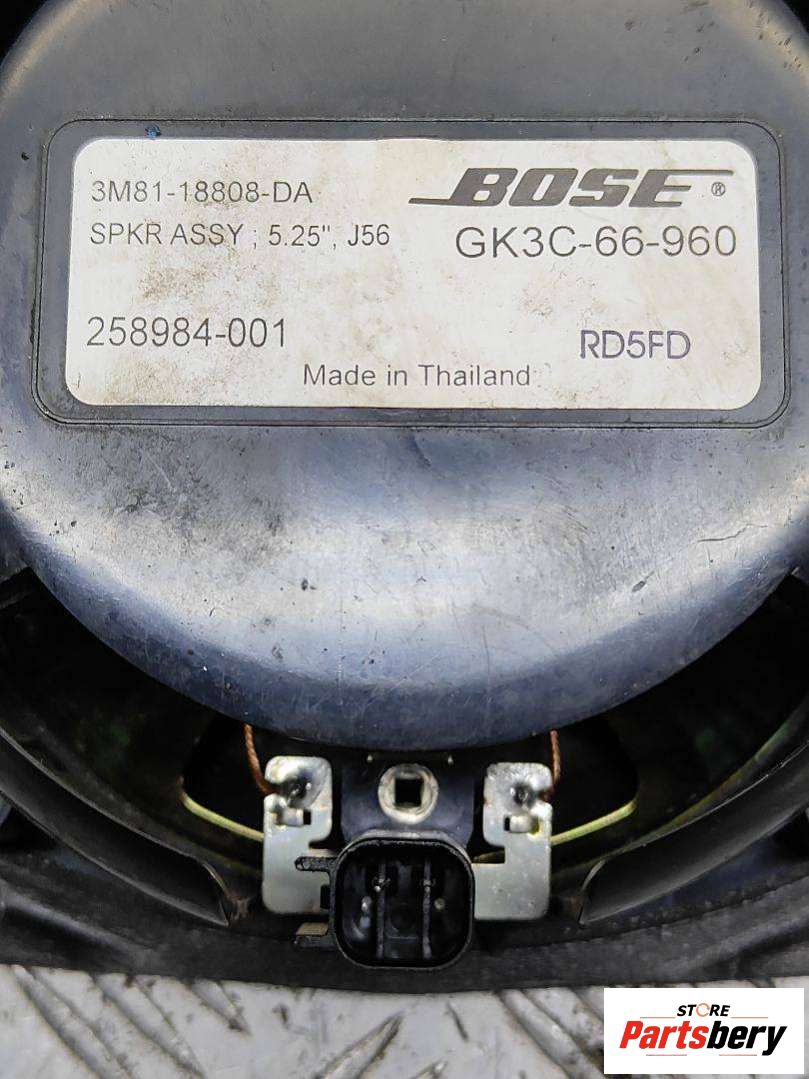 3M81-18808-DA
BOSE®
SPKR ASSY ; 5.25", J56
GK3C-66-960
258984-001
RD5FD
Made in Thailand
STORE
Partsbery